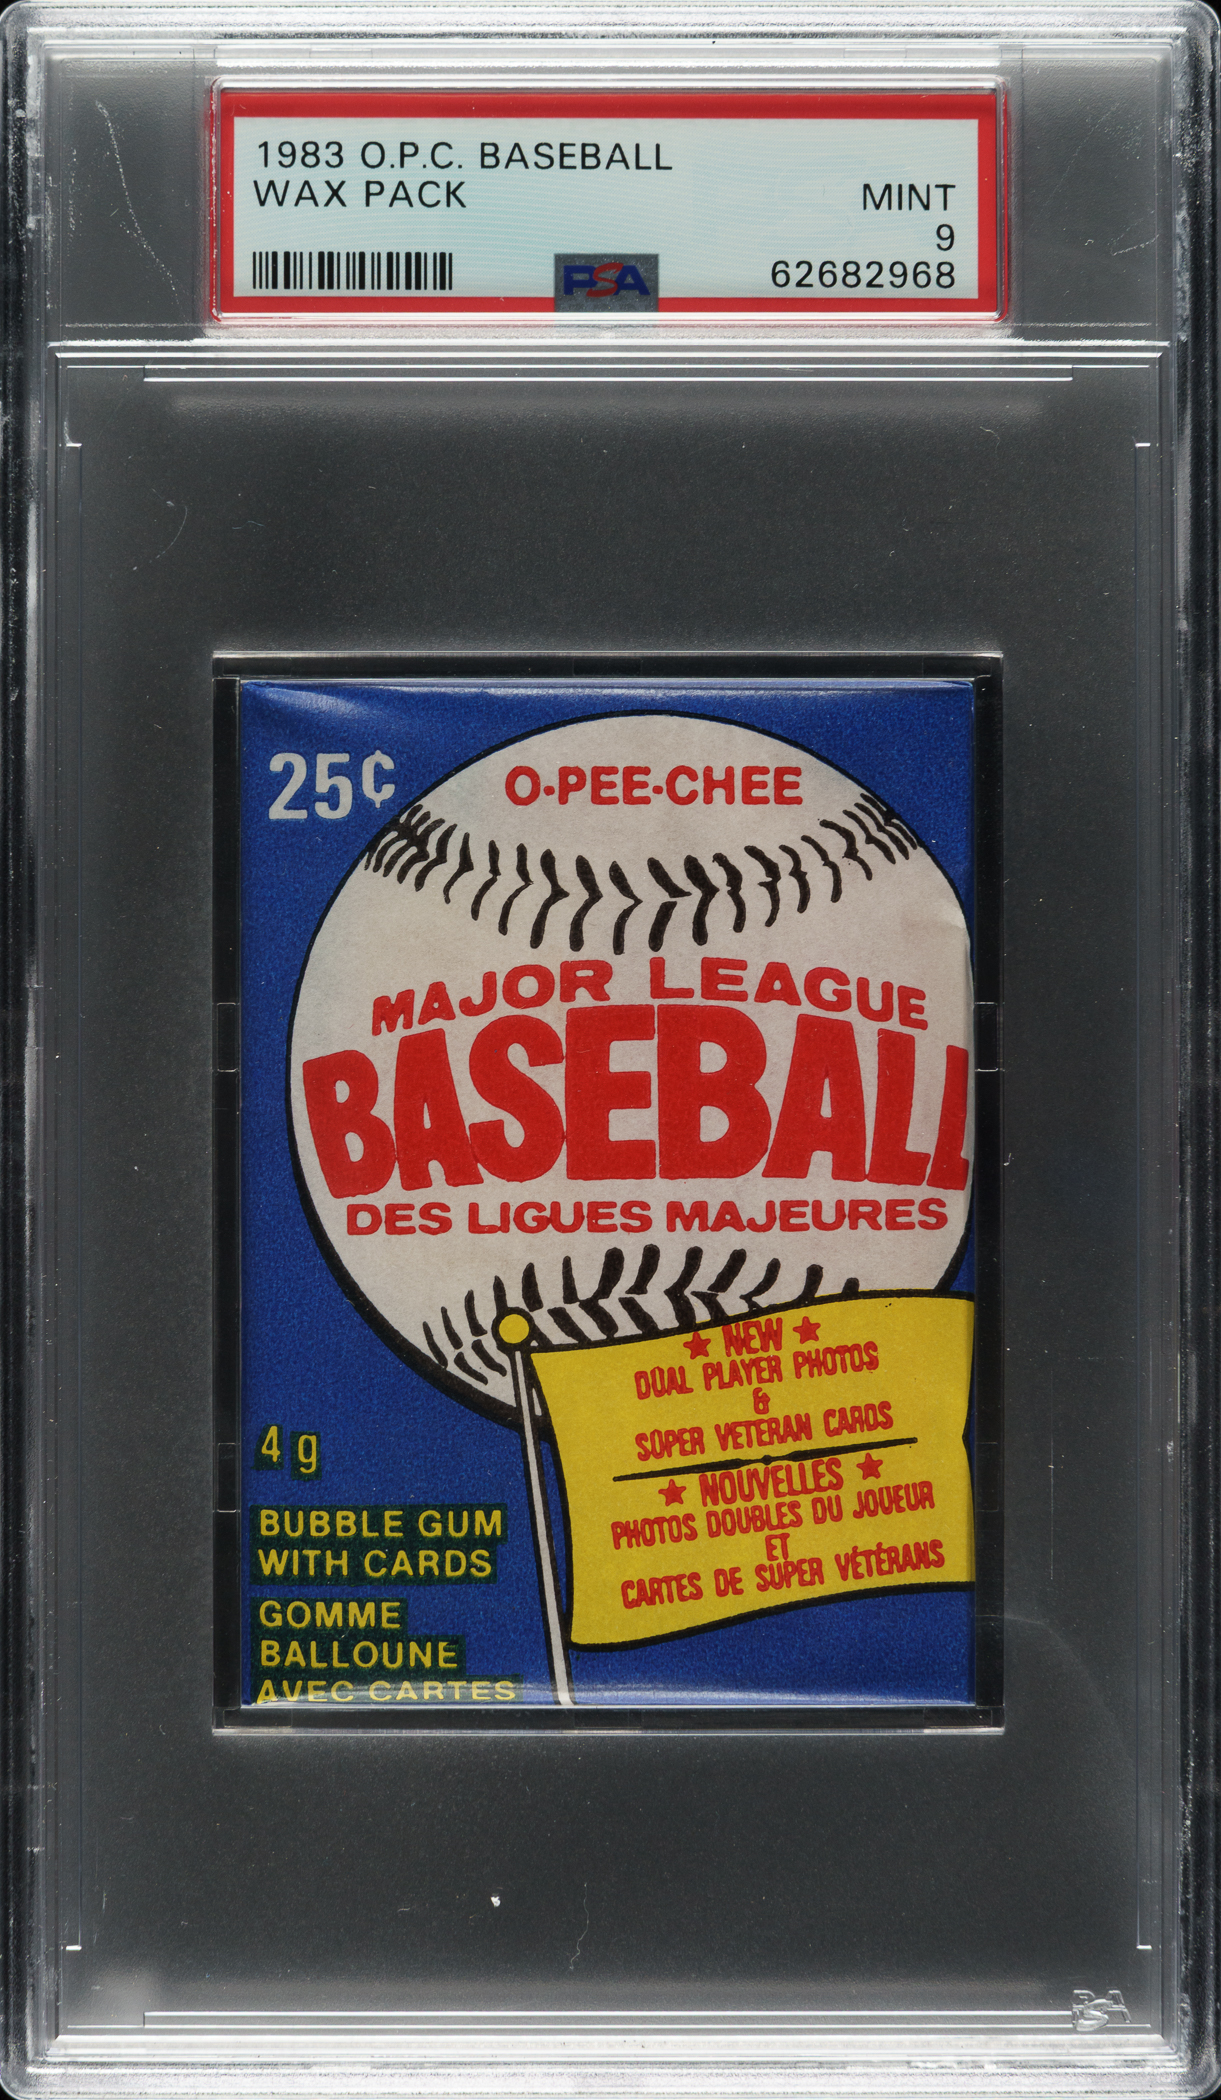 1983 O.P.C. BASEBALL
WAX PACK
MINT
9
PSA
62682968
25¢
O-PEE-CHEE
MAJOR LEAGUE
BASEBALL
DES LIGUES MAJEURES
★ NEW ★
DUAL PLAYER PHOTOS
&
SUPER VETERAN CARDS
★ NOUVELLES ★
PHOTOS DOUBLES DU JOUEUR
ET
CARTES DE SUPER VÉTÉRANS
4 g
BUBBLE GUM
WITH CARDS
GOMME
BALLOUNE
AVEC CARTES
PSA